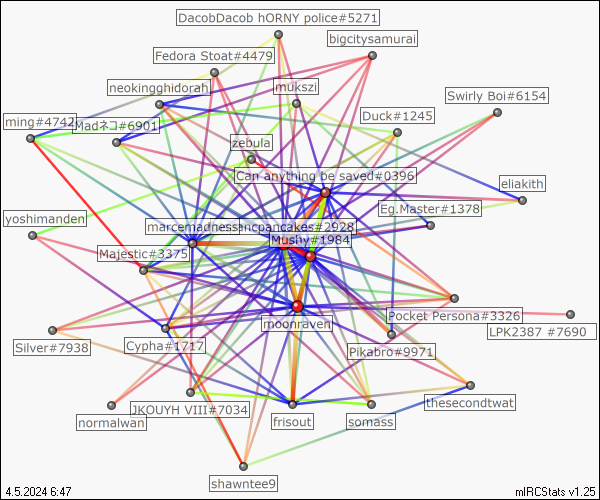 DacobDacob hORNY police#5271
bigcitysamurai
Fedora Stoat#4479
neokingghidorah
mukszi
Swirly Boi#6154
ming#4742
Madネコ#6901
Duck#1245
zebula
Can anything be saved#0396
eliakith
Eg.Master#1378
yoshimanden
marcemadness
ncpancakes#2928
Mushy#1984
Majestic#3375
Pocket Persona#3326
moonraven
LPK2387 #7690
Silver#7938
Cypha#1717
Pikabro#9971
JKOUYH VIII#7034
thesecondtwat
normalwan
frisout
somass
shawntee9
4.5.2024 6:47
mIRCStats v1.25